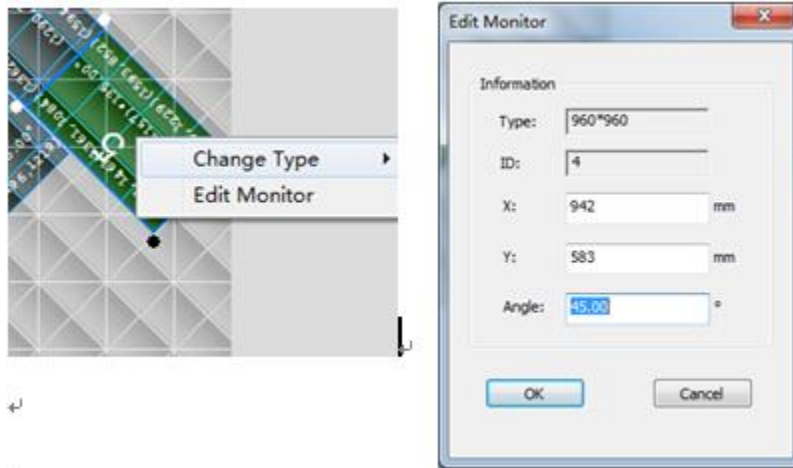 Change Type
Edit Monitor
Edit Monitor
Information
Type: 960*960
ID: 4
X: 942 mm
Y: 583 mm
Angle: 45.00 °
OK Cancel